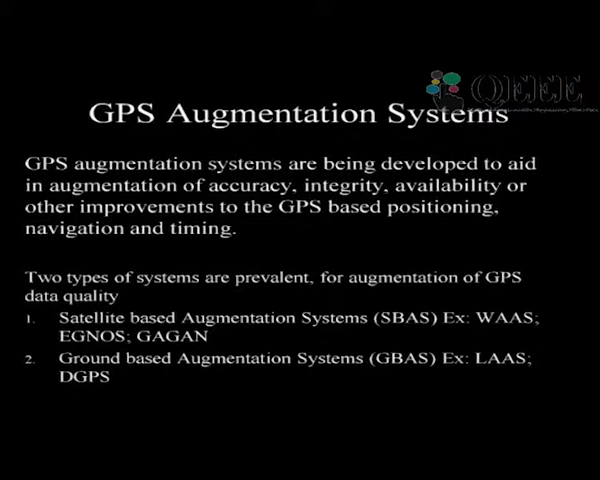 QEEE
GPS Augmentation Systems
GPS augmentation systems are being developed to aid
in augmentation of accuracy, integrity, availability or
other improvements to the GPS based positioning,
navigation and timing.
Two types of systems are prevalent, for augmentation of GPS
data quality
1. Satellite based Augmentation Systems (SBAS) Ex: WAAS;
EGNOS; GAGAN
2. Ground based Augmentation Systems (GBAS) Ex: LAAS;
DGPS